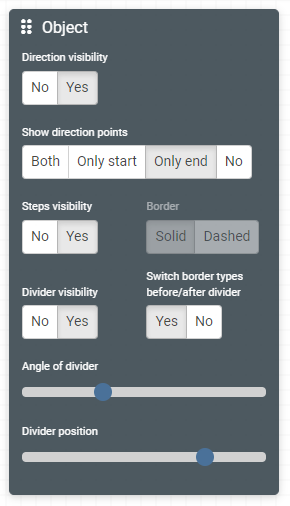 Object
Direction visibility
No Yes
Show direction points
Both Only start Only end No
Steps visibility Border
No Yes Solid Dashed
Switch border types
Divider visibility before/after divider
No Yes Yes No
Angle of divider
Divider position